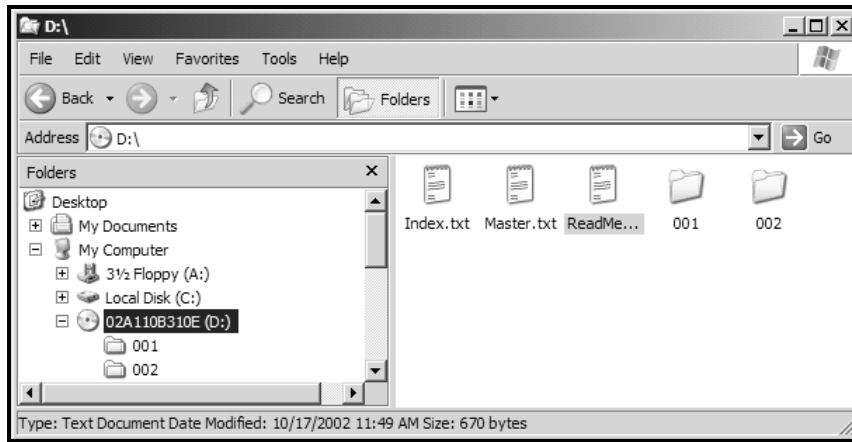 D:\
File Edit View Favorites Tools Help
Back Search Folders
Address D:\ Go
Folders
Desktop
My Documents
My Computer
3½ Floppy (A:)
Local Disk (C:)
02A110B310E (D:)
001
002
Index.txt Master.txt ReadMe... 001 002
Type: Text Document Date Modified: 10/17/2002 11:49 AM Size: 670 bytes